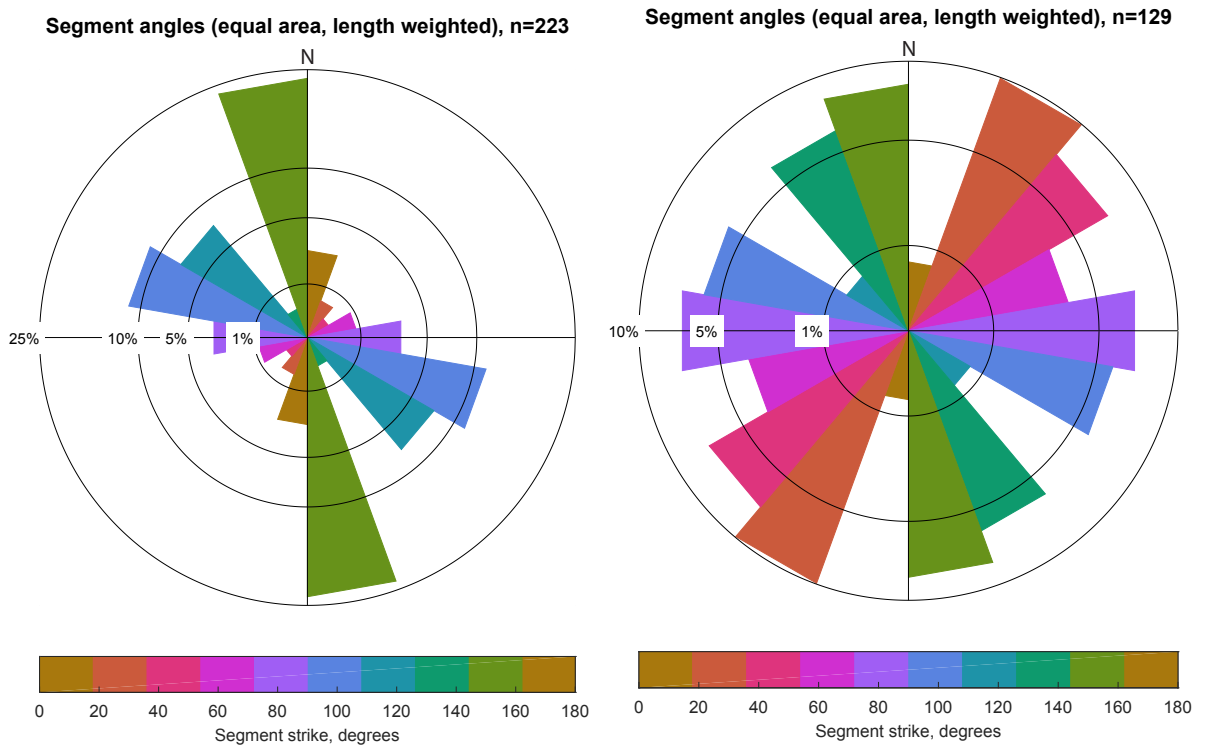 Segment angles (equal area, length weighted), n=223
N
25% 10% 5% 1%
0 20 40 60 80 100 120 140 160 180
Segment strike, degrees
Segment angles (equal area, length weighted), n=129
N
10% 5% 1%
0 20 40 60 80 100 120 140 160 180
Segment strike, degrees